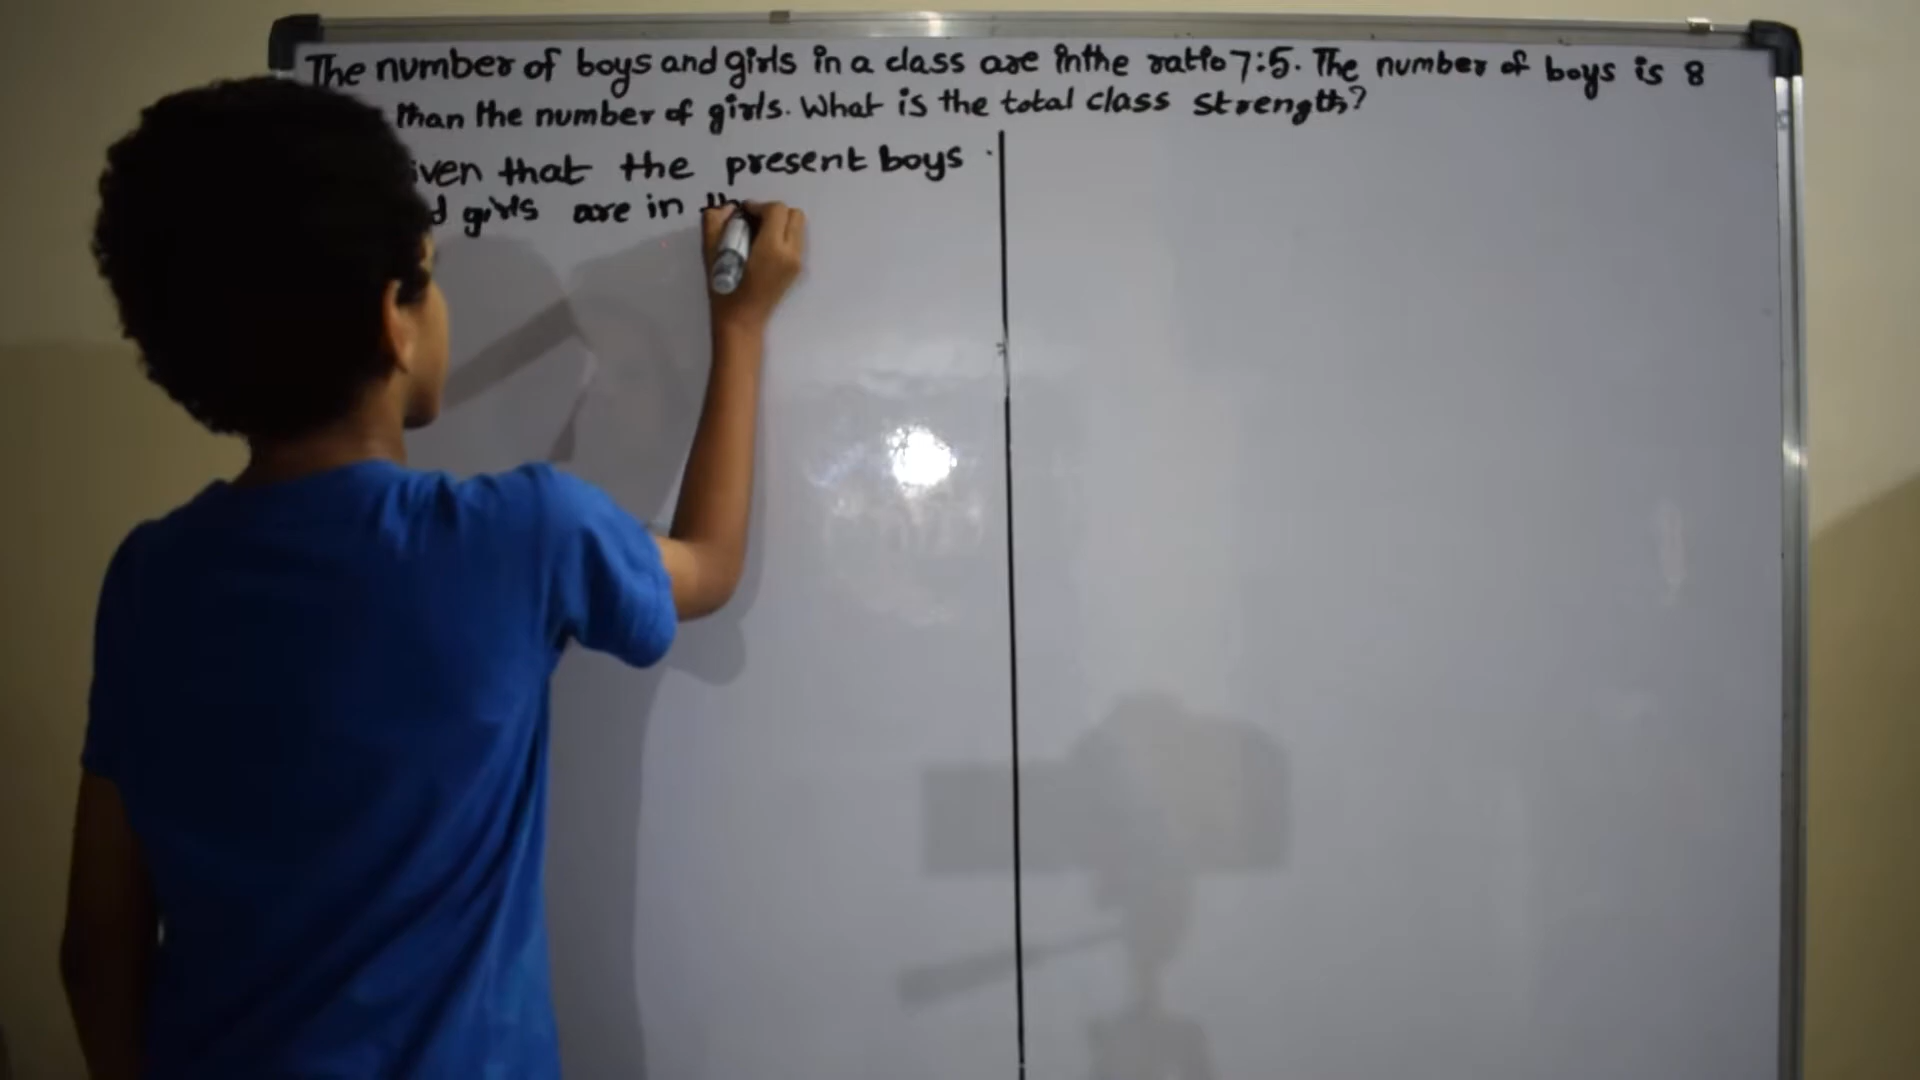 The number of boys and girls in a class are in the ratio 7:5. The number of boys is 8
than the number of girls. What is the total class strength?
iven that the present boys
d girls are in th